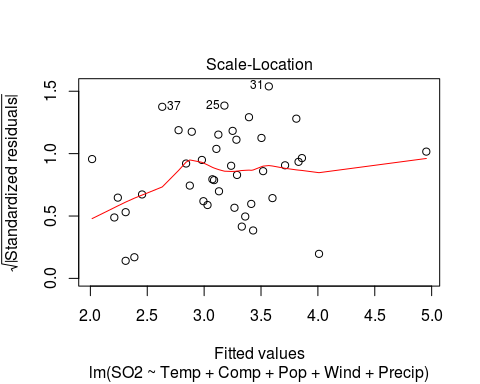 Scale-Location
√|Standardized residuals|
0.0 0.5 1.0 1.5
37
25
31
2.0 2.5 3.0 3.5 4.0 4.5 5.0
Fitted values
lm(SO2 ~ Temp + Comp + Pop + Wind + Precip)